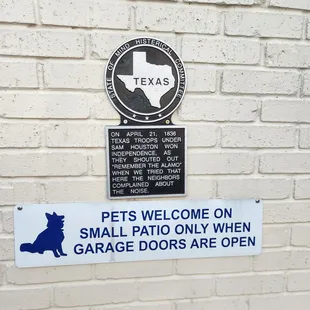 STATE OF MIND HISTERICAL COMMITTEE
TEXAS
ON APRIL 21, 1836
TEXAS TROOPS UNDER
SAM HOUSTON WON
INDEPENDENCE, AS
THEY SHOUTED OUT
"REMEMBER THE ALAMO"
WHEN WE TRIED THAT
HERE THE NEIGHBORS
COMPLAINED ABOUT
THE NOISE.
PETS WELCOME ON
SMALL PATIO ONLY WHEN
GARAGE DOORS ARE OPEN